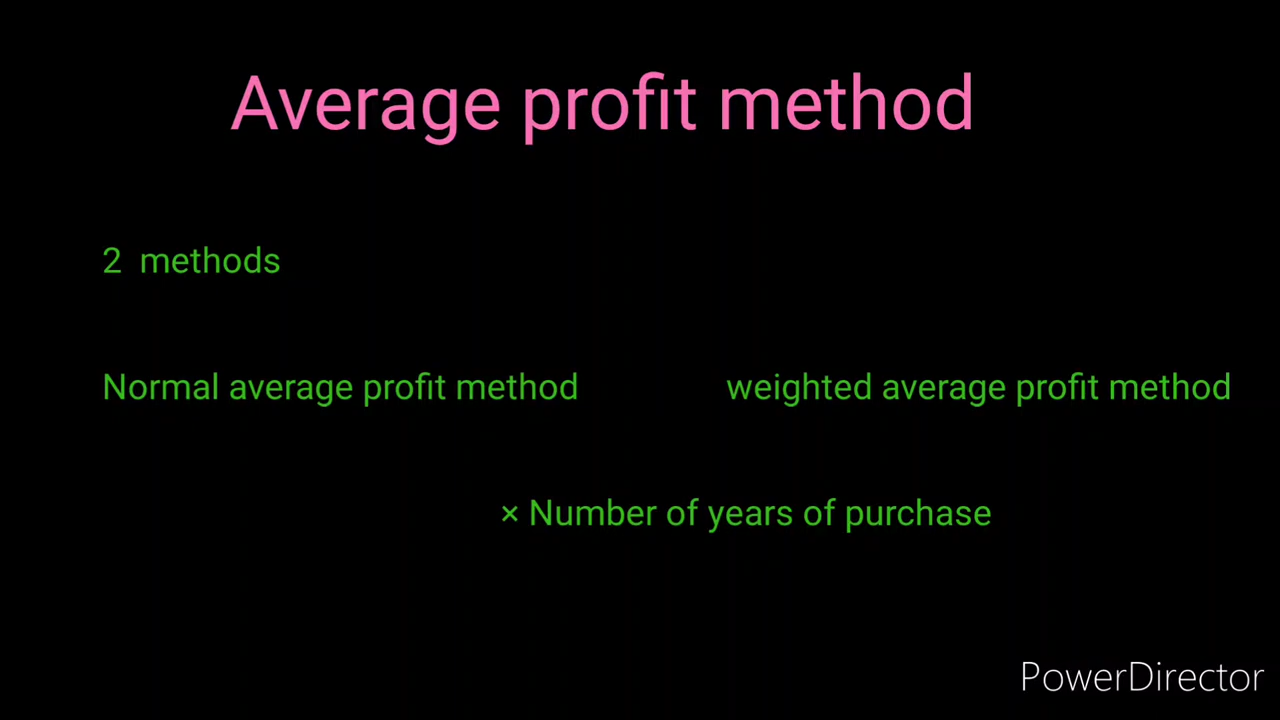 Average profit method
2 methods
Normal average profit method
weighted average profit method
× Number of years of purchase
PowerDirector